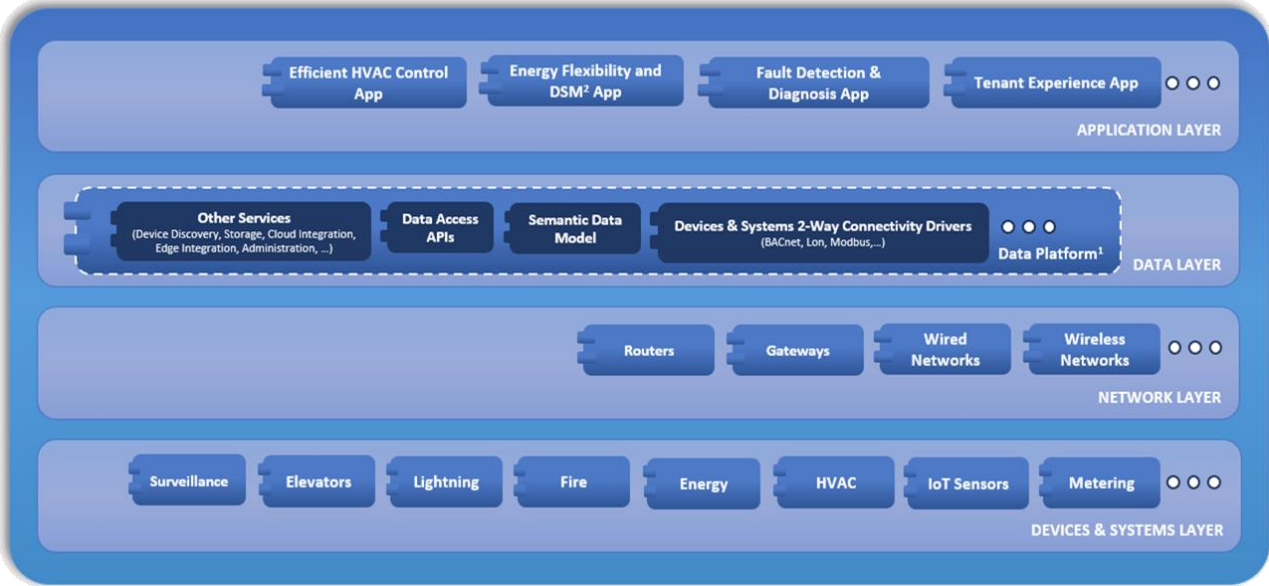 Efficient HVAC Control
App
Energy Flexibility and
DSM² App
Fault Detection &
Diagnosis App
Tenant Experience App
APPLICATION LAYER
Other Services
(Device Discovery, Storage, Cloud Integration,
Edge Integration, Administration, ...)
Data Access
APIs
Semantic Data
Model
Devices & Systems 2-Way Connectivity Drivers
(BACnet, Lon, Modbus,...)
Data Platform¹
DATA LAYER
Routers
Gateways
Wired
Networks
Wireless
Networks
NETWORK LAYER
Surveillance
Elevators
Lightning
Fire
Energy
HVAC
IoT Sensors
Metering
DEVICES & SYSTEMS LAYER